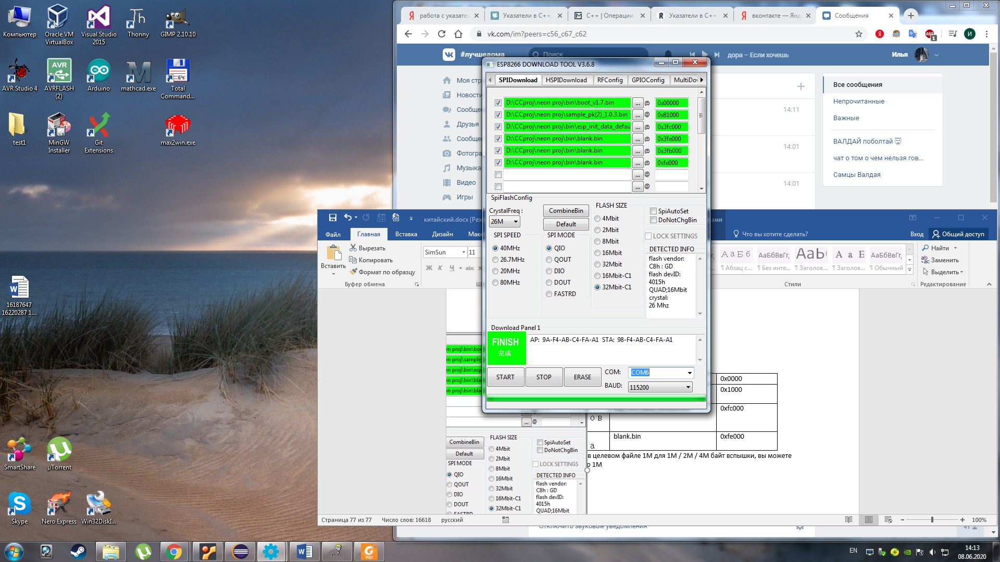 Компьютер
Oracle VM
VirtualBox
Visual Studio
2015
Thonny
GIMP 2.10.10
AVR Studio 4
AVRFLASH
(2)
Arduino
mathcad.exe
Total
Command...
test1
MinGW
Installer
Git
Extensions
max2win.exe
16187647
16220287 1...
SmartShare
µTorrent
Skype
Nero Express
Win32DiskI...
работа с указател
Указатели в C++.
C++ | Операции
Указатели в C++
вконтакте — Янд
Сообщения
vk.com/im?peers=c56_c67_c62
#лучшедома
Поиск
дора – Если хочешь
Илья
Моя стр
Новости
Сообщес
Друзья
Сообще
Фотогра
Музыка
Видео
Игры
14:11
14:01
14:01
Все сообщения
Непрочитанные
Важные
ВАЛДАЙ поболтай
чат о том о чем нельзя гов...
Самцы Валдая
ESP8266 DOWNLOAD TOOL V3.6.8
SPIDownload
HSPIDownload
RFConfig
GPIOConfig
MultiDov
D:\CCproj\neon proj\bin\boot_v1.7.bin ... @ 0x00000
D:\CCproj\neon proj\sample_pk(2)_1.0.3.bin ... @ 0x81000
D:\CCproj\neon proj\bin\esp_init_data_defau ... @ 0x3fc000
D:\CCproj\neon proj\bin\blank.bin ... @ 0x3fe000
D:\CCproj\neon proj\bin\blank.bin ... @ 0x3fb000
D:\CCproj\neon proj\bin\blank.bin ... @ 0xfe000
... @
... @
SpiFlashConfig
CrystalFreq :
26M
CombineBin
Default
SPI SPEED
40MHz
26.7MHz
20MHz
80MHz
SPI MODE
QIO
QOUT
DIO
DOUT
FASTRD
FLASH SIZE
4Mbit
2Mbit
8Mbit
16Mbit
32Mbit
16Mbit-C1
32Mbit-C1
SpiAutoSet
DoNotChgBin
LOCK SETTINGS
DETECTED INFO
flash vendor:
C8h : GD
flash devID:
4015h
QUAD;16Mbit
crystal:
26 Mhz
Download Panel 1
FINISH
完成
AP: 9A-F4-AB-C4-FA-A1 STA: 98-F4-AB-C4-FA-A1
START
STOP
ERASE
COM:
COM6
BAUD:
115200
китайский.docx [Реж
ами
Файл
Главная
Вставка
Дизайн
Маке
Что вы хотите сделать?
Вход
Общий доступ
Вставить
Вырезать
Копировать
Формат по образцу
Буфер обмена
SimSun
11
Ж К Ч abc x
АаБб
АаБбВвГг,
АаБЫ
А а Б
АаБбВвГг,
¶ Абзац с...
¶ Без инте...
¶ Заголов...
¶ Заголов...
¶ Обычный
Стили
Найти
Заменить
Выделить
Редактирование
on proj\bin\boo
on proj\sample_
on proj\bin\esp
on proj\bin\bla
on proj\bin\bla
... @
CombineBin
Default
SPI MODE
QIO
QOUT
DIO
DOUT
FASTRD
FLASH SIZE
4Mbit
2Mbit
8Mbit
16Mbit
32Mbit
16Mbit-C1
32Mbit-C1
SpiAutoSet
DoNotChgBin
LOCK SETTINGS
DETECTED INFO
flash vendor:
C8h : GD
flash devID:
4015h
QUAD;16Mbit
0x0000
0x1000
о в
0xfc000
а
blank.bin
0xfe000
в целевом файле 1M для 1M / 2M / 4M байт вспышки, вы можете
1M
Страница 77 из 77
Число слов: 16618
русский
100%
Отключить звуковые уведомления
41
EN
14:13
08.06.2020